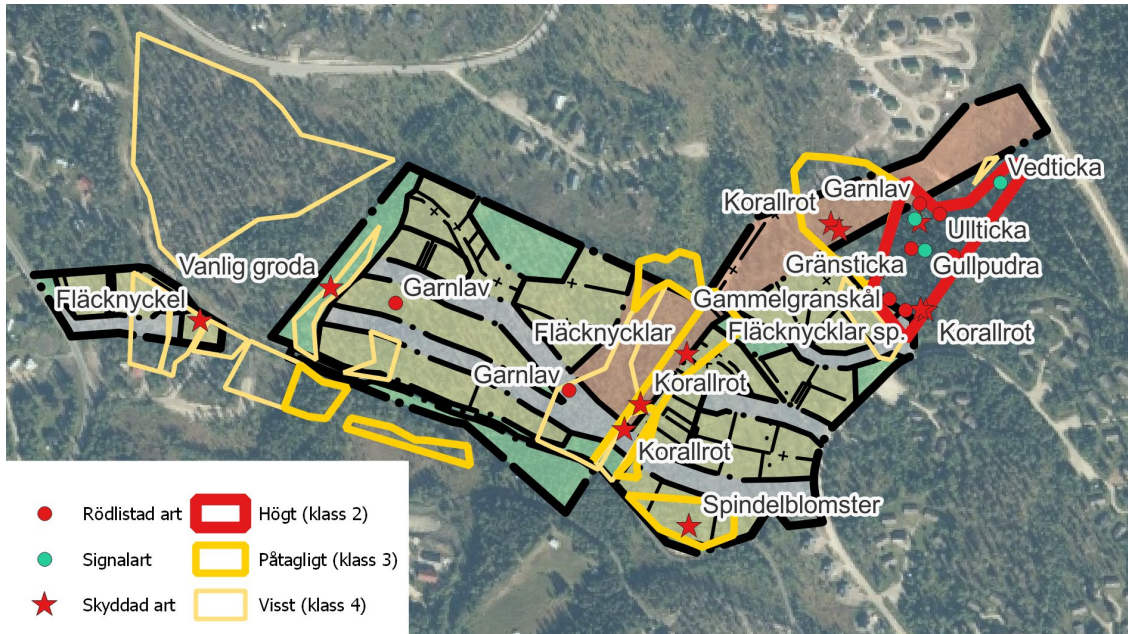 Vedticka
Garnlav
Korallrot
Ullticka
Vanlig groda
Gränsticka
Gullpudra
Garnlav
Gammelgranskål
Fläcknyckel
Fläcknycklar
Fläcknycklar sp.
Korallrot
Garnlav
Korallrot
Korallrot
Spindelblomster
Rödlistad art
Högt (klass 2)
Signalart
Påtagligt (klass 3)
Skyddad art
Visst (klass 4)